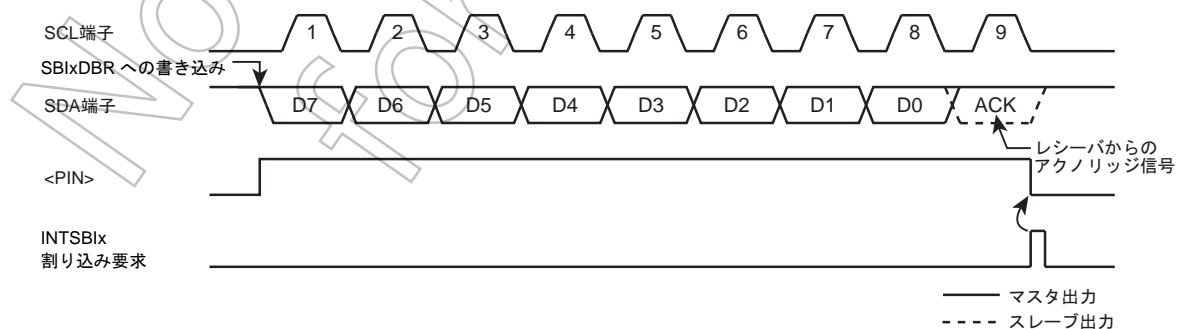 SCL端子
1 2 3 4 5 6 7 8 9
SBIxDBR への書き込み
SDA端子
D7 D6 D5 D4 D3 D2 D1 D0 ACK
レシーバからの
アクノリッジ信号
<PIN>
INTSBIx
割り込み要求
マスタ出力
スレーブ出力